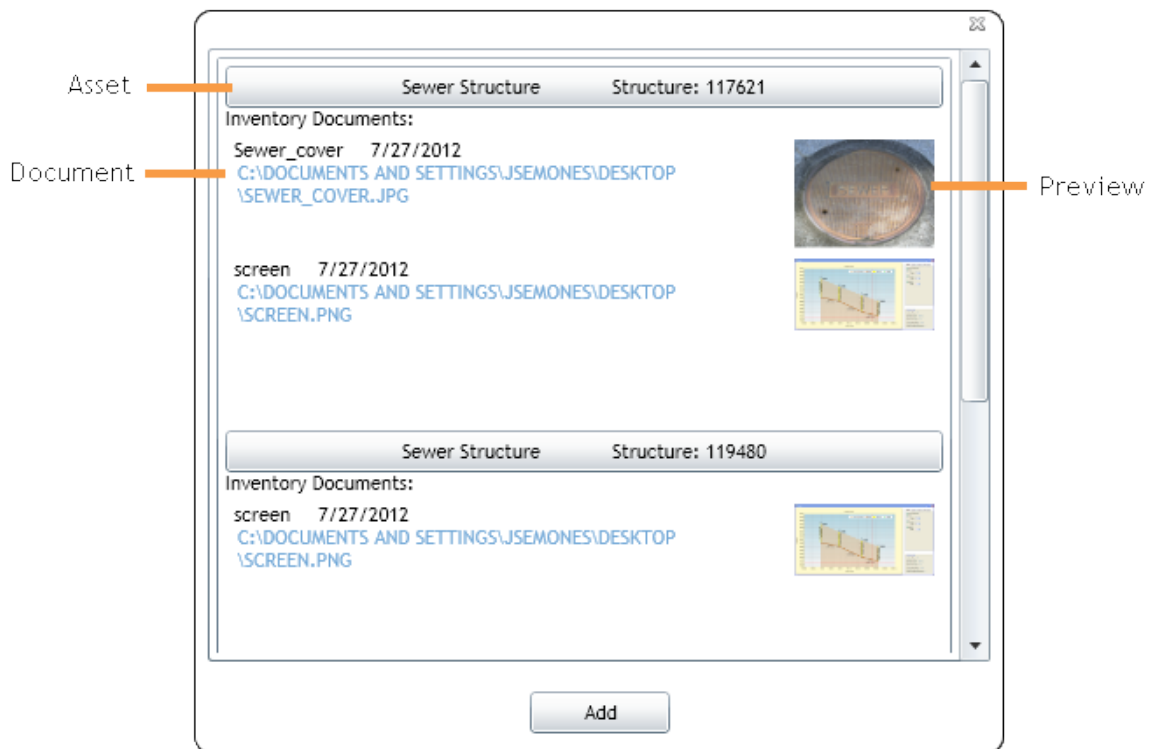 Asset
Sewer Structure Structure: 117621
Inventory Documents:
Sewer_cover 7/27/2012
Document
C:\DOCUMENTS AND SETTINGS\JSEMONES\DESKTOP
\SEWER_COVER.JPG
Preview
screen 7/27/2012
C:\DOCUMENTS AND SETTINGS\JSEMONES\DESKTOP
\SCREEN.PNG
Sewer Structure Structure: 119480
Inventory Documents:
screen 7/27/2012
C:\DOCUMENTS AND SETTINGS\JSEMONES\DESKTOP
\SCREEN.PNG
Add